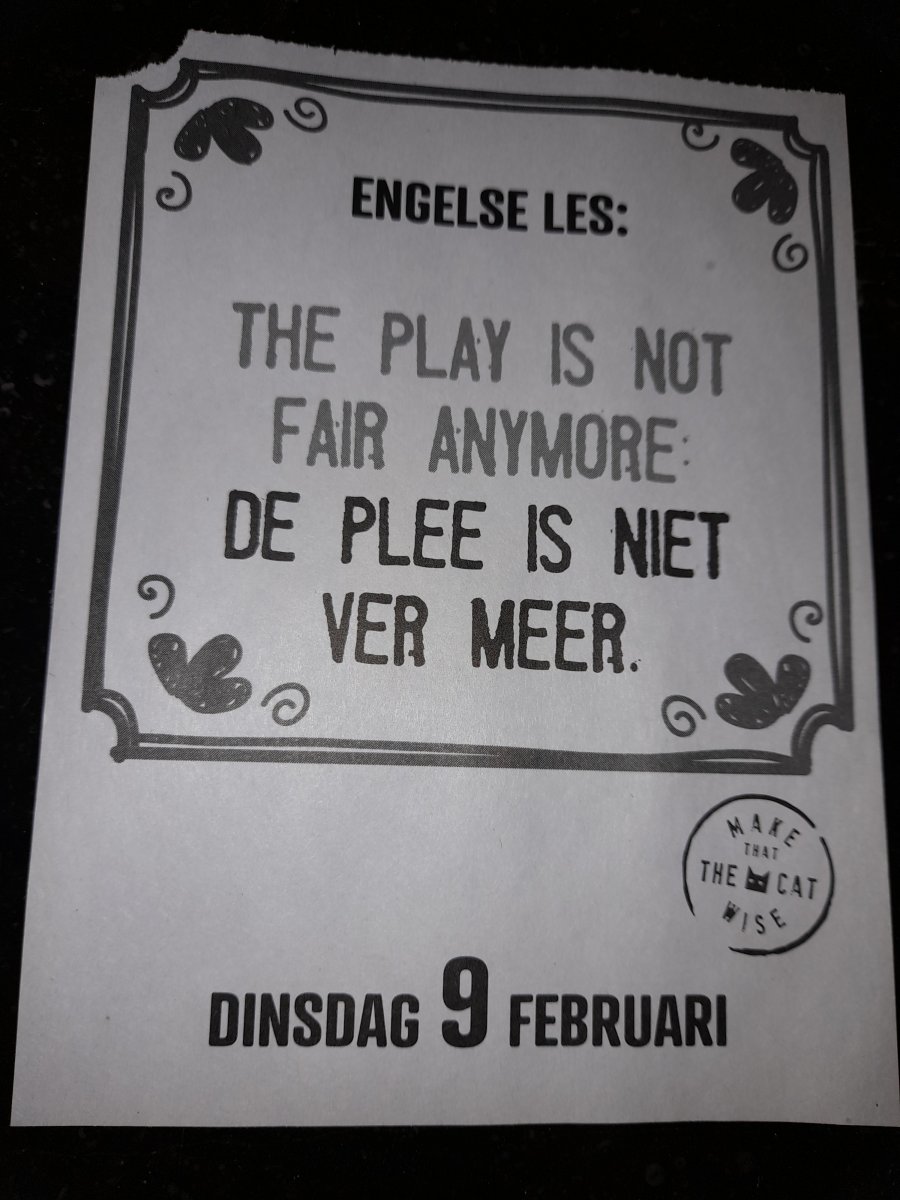 ENGELSE LES:
THE PLAY IS NOT
FAIR ANYMORE:
DE PLEE IS NIET
VER MEER.
MAKE
THAT
THE CAT
WISE
DINSDAG 9 FEBRUARI